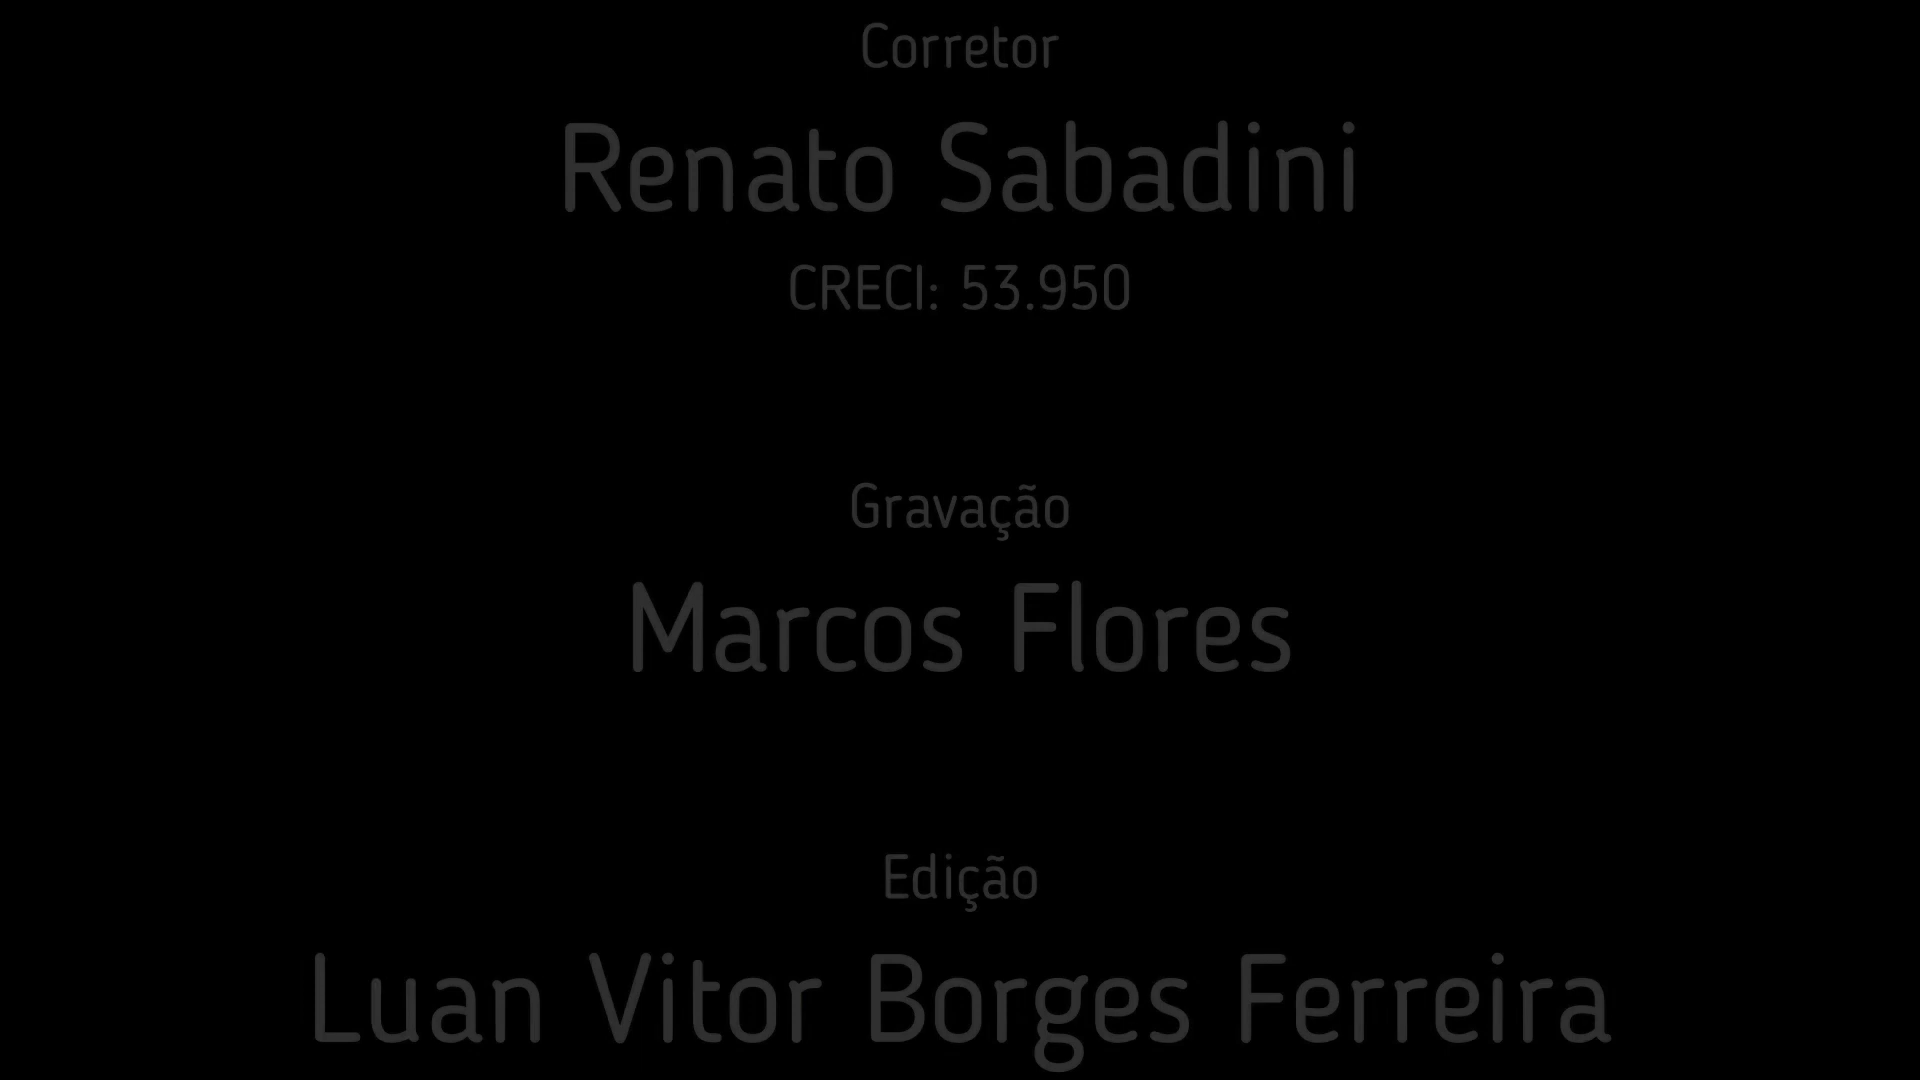 Corretor
Renato Sabadini
CRECI: 53.950
Gravação
Marcos Flores
Edição
Luan Vitor Borges Ferreira